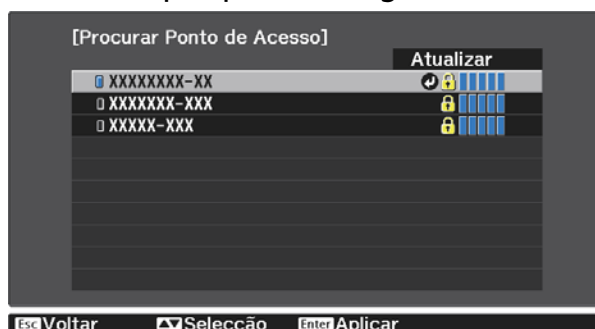 [Procurar Ponto de Acesso]
Atualizar
XXXXXXXX-XX
XXXXXXX-XXX
XXXXX-XXX
Esc Voltar Selecção Enter Aplicar